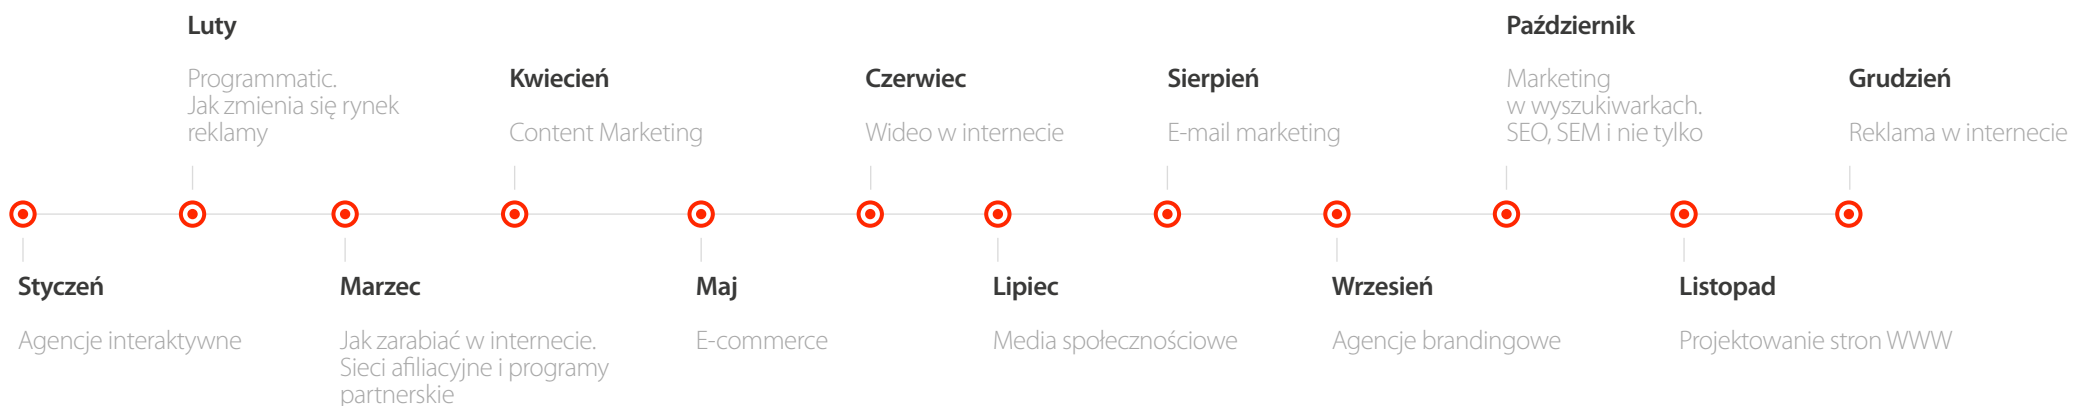 Luty
Programmatic.
Jak zmienia się rynek
reklamy
Kwiecień
Content Marketing
Czerwiec
Wideo w internecie
Sierpień
E-mail marketing
Październik
Marketing
w wyszukiwarkach.
SEO, SEM i nie tylko
Grudzień
Reklama w internecie
Styczeń
Agencje interaktywne
Marzec
Jak zarabiać w internecie.
Sieci afiliacyjne i programy
partnerskie
Maj
E-commerce
Lipiec
Media społecznościowe
Wrzesień
Agencje brandingowe
Listopad
Projektowanie stron WWW